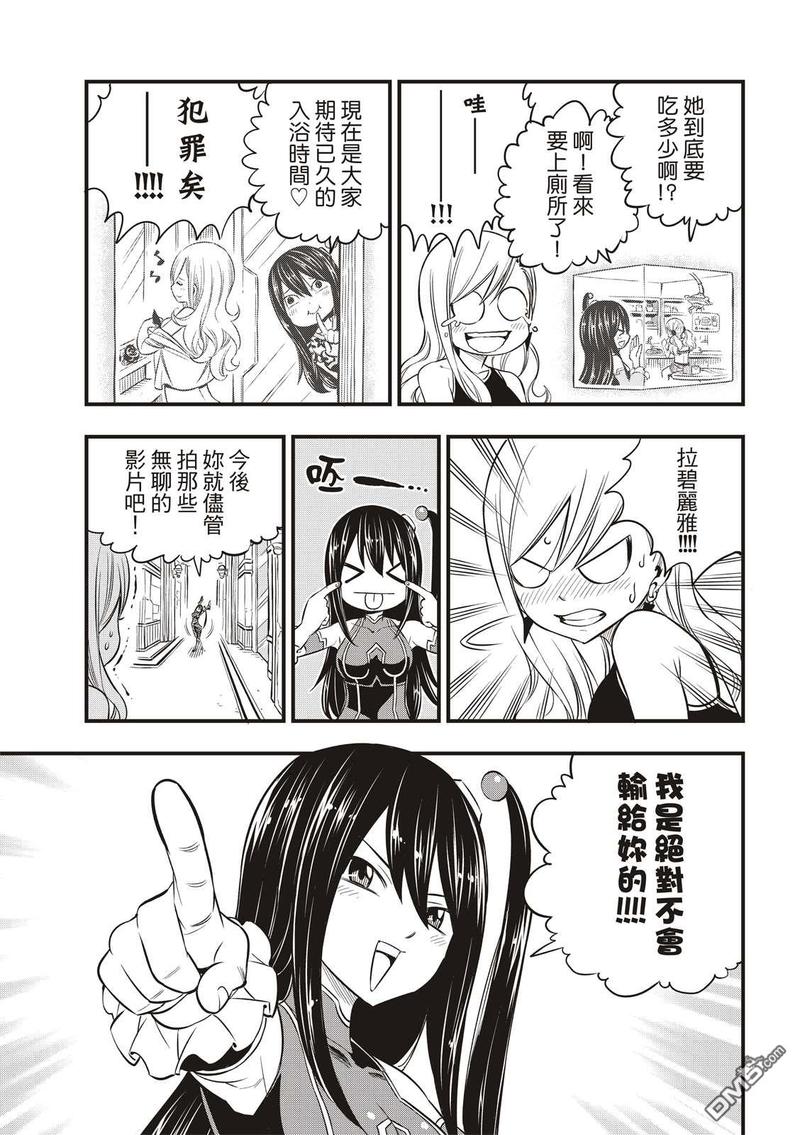 她到底要
吃多少啊!?
啊！看來
要上廁所了！
哇
──
!!!
現在是大家
期待已久的
入浴時間♡
──
犯罪矣
──
!!!!
拉碧麗雅
!!!!
呸─…
今後
妳就儘管
拍那些
無聊的
影片吧！
我是絕對不會
輸給妳的!!!!
DM5.com